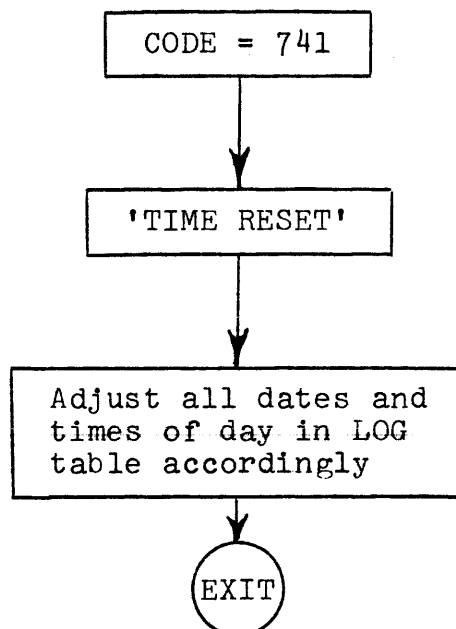 CODE = 741
'TIME RESET'
Adjust all dates and
times of day in LOG
table accordingly
EXIT